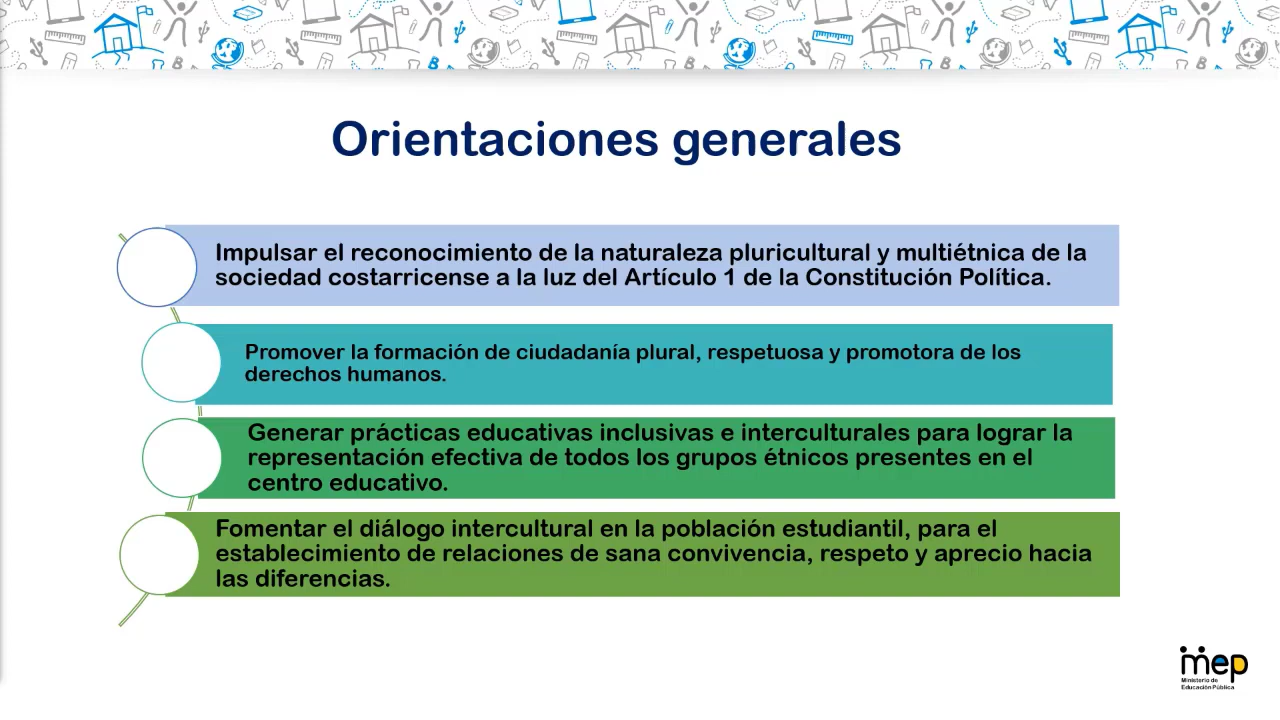 Orientaciones generales
Impulsar el reconocimiento de la naturaleza pluricultural y multiétnica de la
sociedad costarricense a la luz del Artículo 1 de la Constitución Política.
Promover la formación de ciudadanía plural, respetuosa y promotora de los
derechos humanos.
Generar prácticas educativas inclusivas e interculturales para lograr la
representación efectiva de todos los grupos étnicos presentes en el
centro educativo.
Fomentar el diálogo intercultural en la población estudiantil, para el
establecimiento de relaciones de sana convivencia, respeto y aprecio hacia
las diferencias.
mep
Ministerio de
Educación Pública